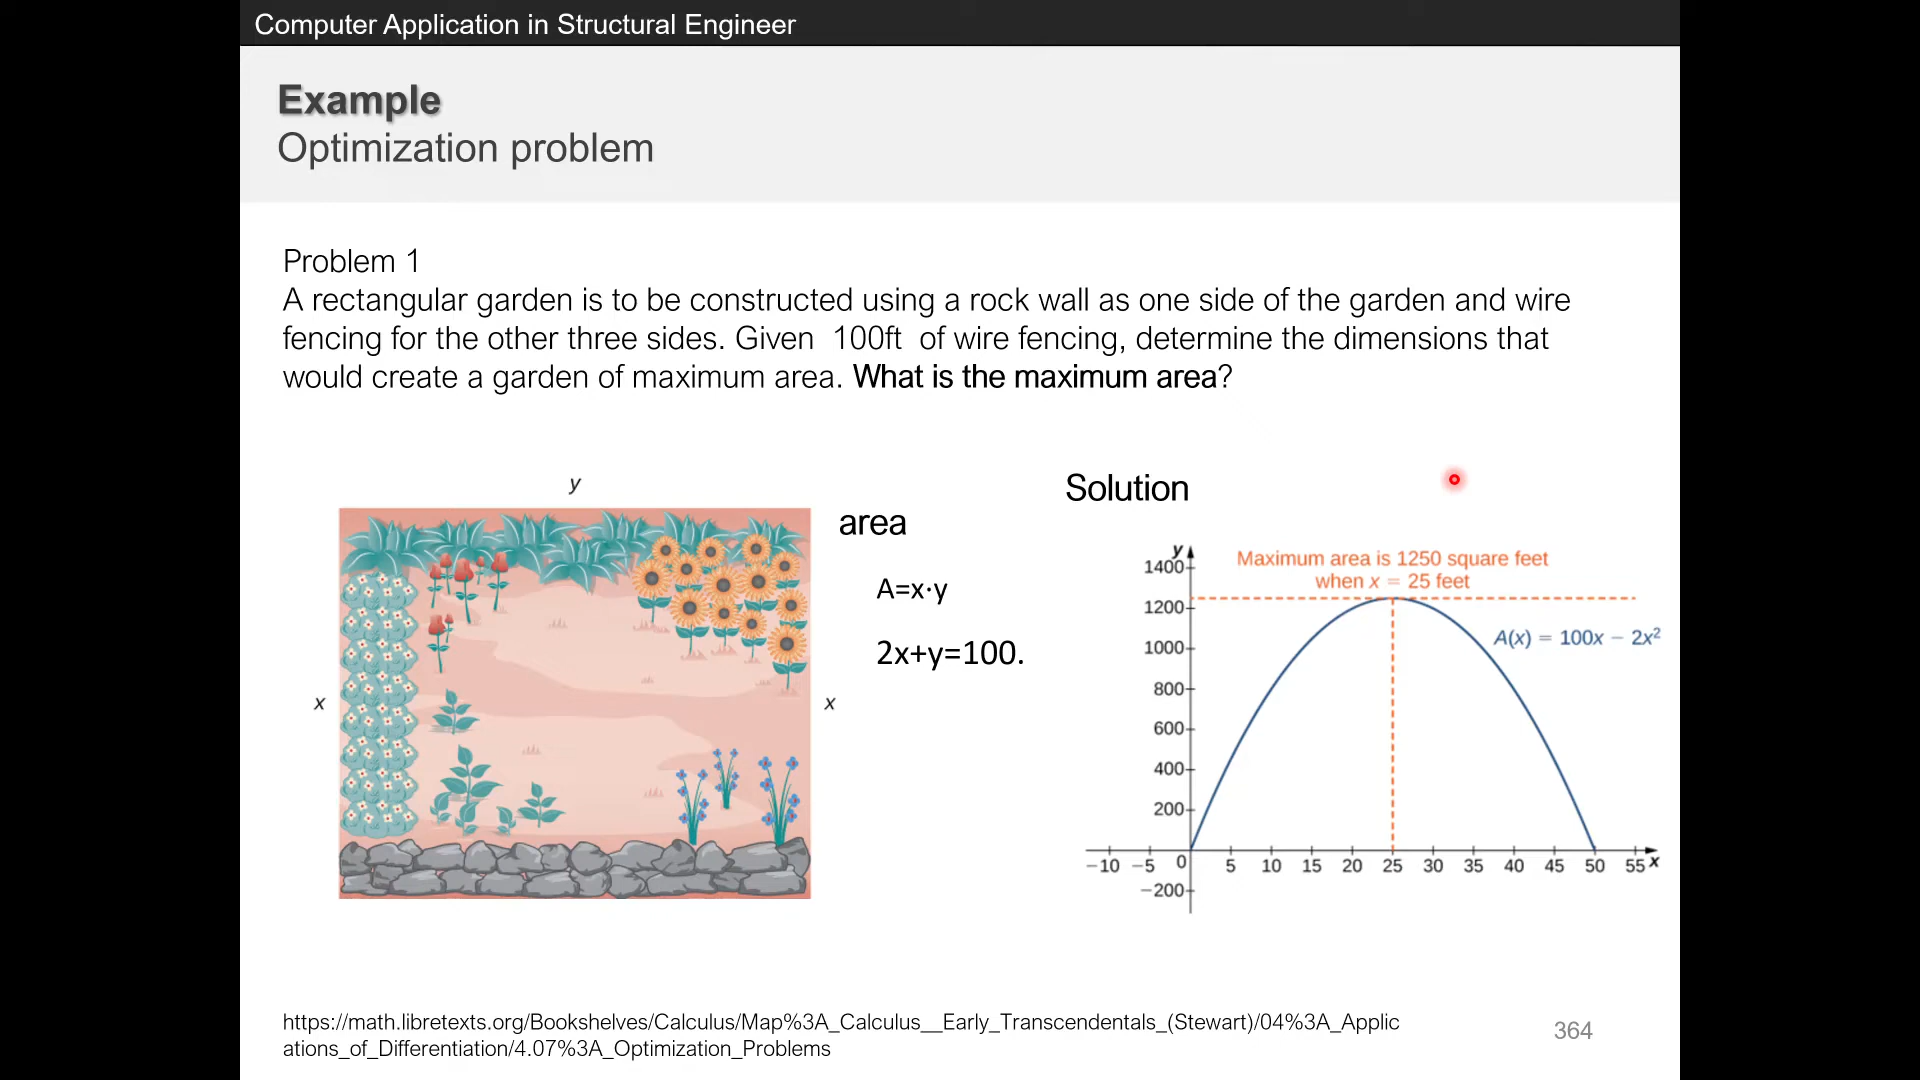 Computer Application in Structural Engineer
Example
Optimization problem
Problem 1
A rectangular garden is to be constructed using a rock wall as one side of the garden and wire
fencing for the other three sides. Given 100ft of wire fencing, determine the dimensions that
would create a garden of maximum area. What is the maximum area?
y
x
x
area
A=x·y
2x+y=100.
Solution
y
Maximum area is 1250 square feet
when x = 25 feet
A(x) = 100x − 2x²
1400
1200
1000
800
600
400
200
−10 −5 0 5 10 15 20 25 30 35 40 45 50 55 x
−200
https://math.libretexts.org/Bookshelves/Calculus/Map%3A_Calculus__Early_Transcendentals_(Stewart)/04%3A_Applic
ations_of_Differentiation/4.07%3A_Optimization_Problems
364